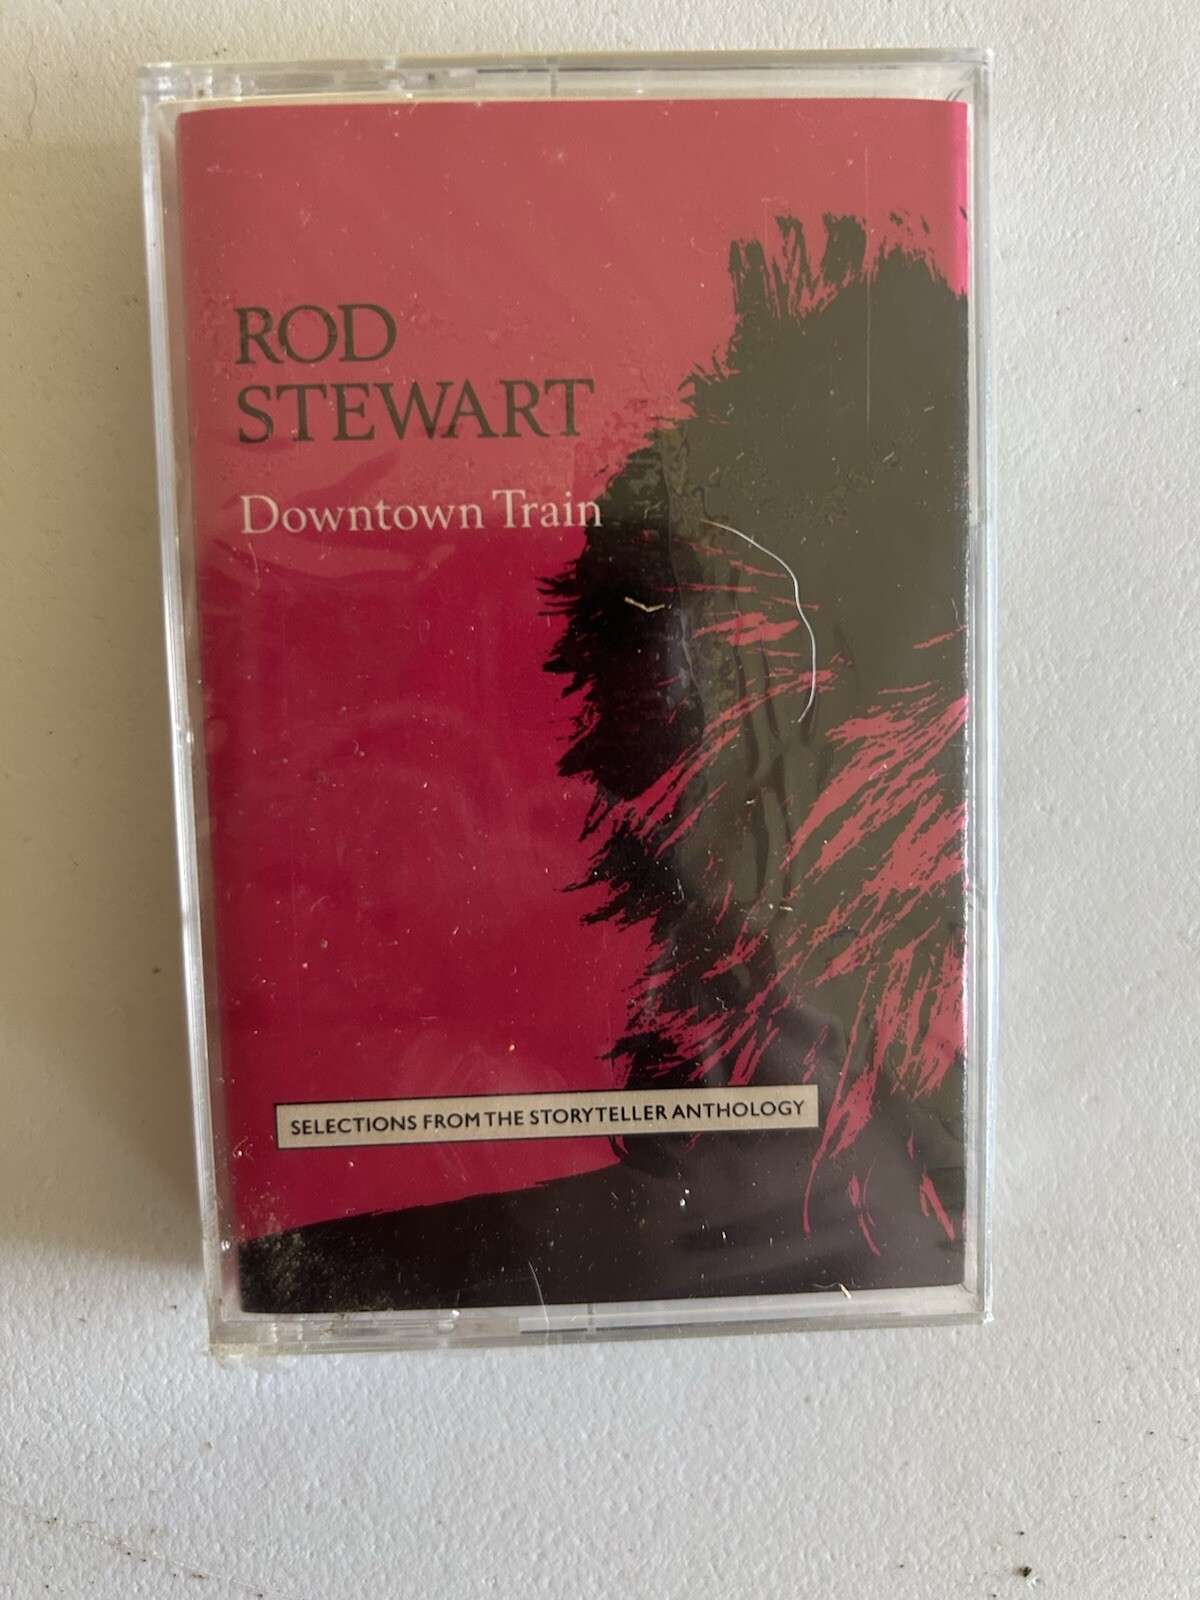 ROD
STEWART
Downtown Train
SELECTIONS FROM THE STORYTELLER ANTHOLOGY